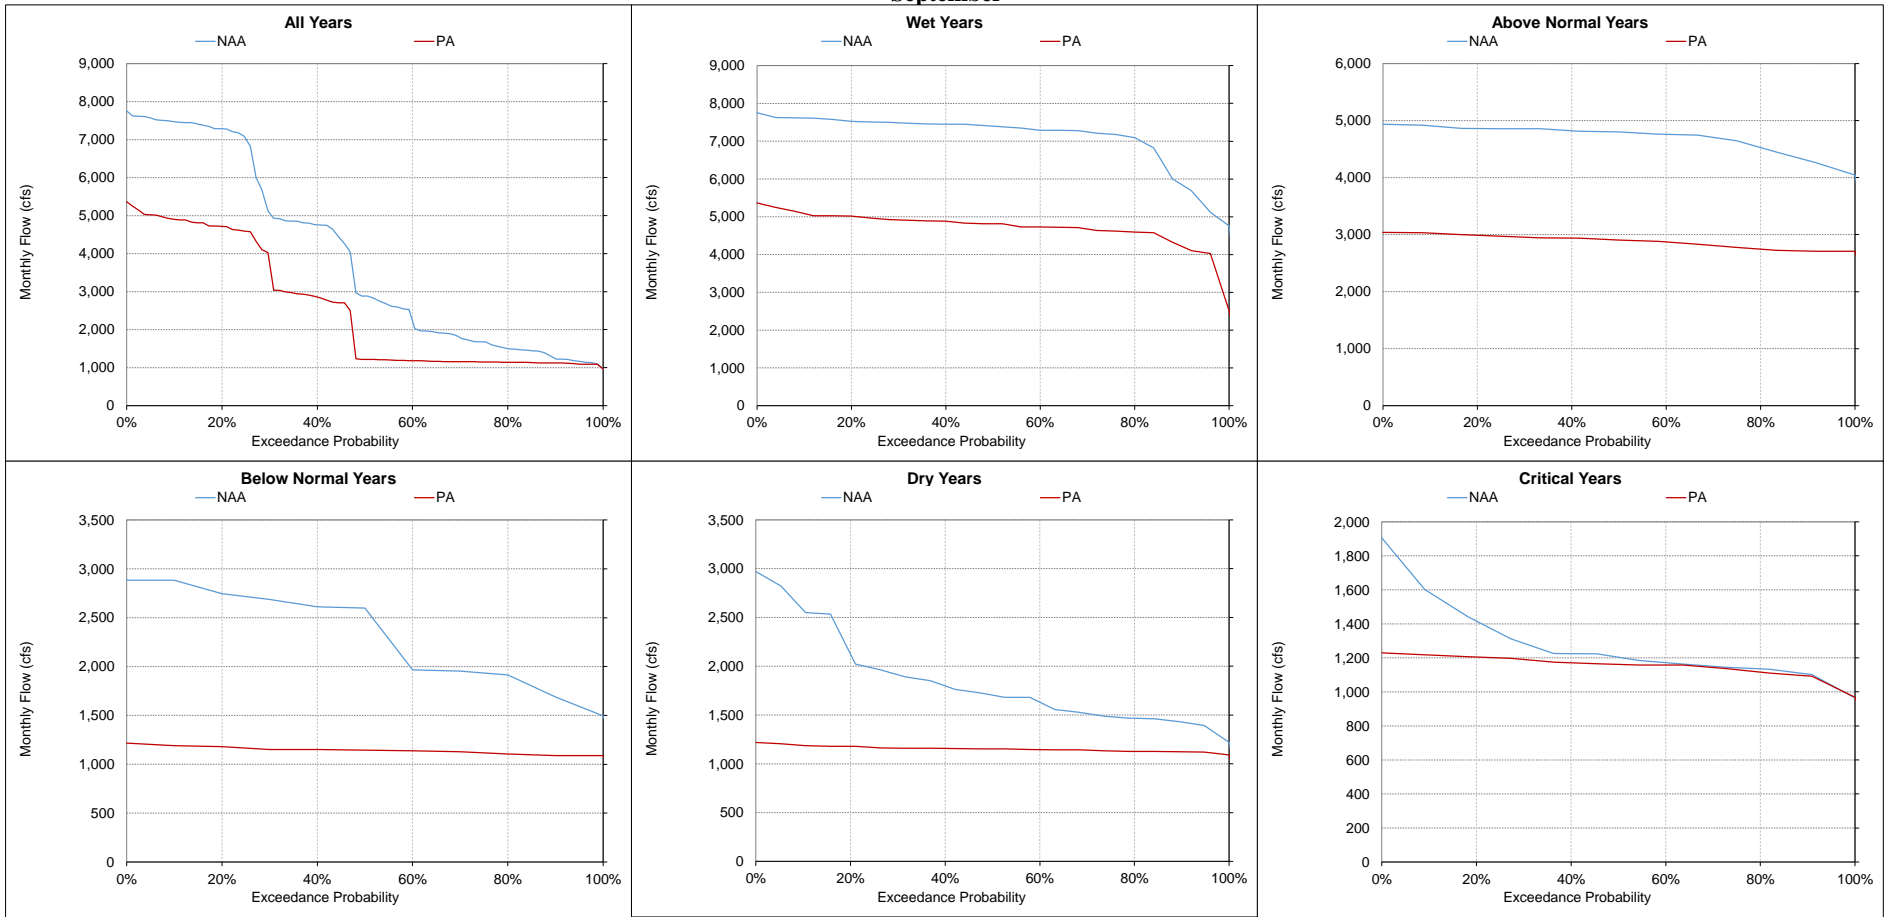 September
All Years
NAA PA
9,000
8,000
7,000
6,000
5,000
4,000
3,000
2,000
1,000
0
Monthly Flow (cfs)
0% 20% 40% 60% 80% 100%
Exceedance Probability
Wet Years
NAA PA
9,000
8,000
7,000
6,000
5,000
4,000
3,000
2,000
1,000
0
Monthly Flow (cfs)
0% 20% 40% 60% 80% 100%
Exceedance Probability
Above Normal Years
NAA PA
6,000
5,000
4,000
3,000
2,000
1,000
0
Monthly Flow (cfs)
0% 20% 40% 60% 80% 100%
Exceedance Probability
Below Normal Years
NAA PA
3,500
3,000
2,500
2,000
1,500
1,000
500
0
Monthly Flow (cfs)
0% 20% 40% 60% 80% 100%
Exceedance Probability
Dry Years
NAA PA
3,500
3,000
2,500
2,000
1,500
1,000
500
0
Monthly Flow (cfs)
0% 20% 40% 60% 80% 100%
Exceedance Probability
Critical Years
NAA PA
2,000
1,800
1,600
1,400
1,200
1,000
800
600
400
200
0
Monthly Flow (cfs)
0% 20% 40% 60% 80% 100%
Exceedance Probability